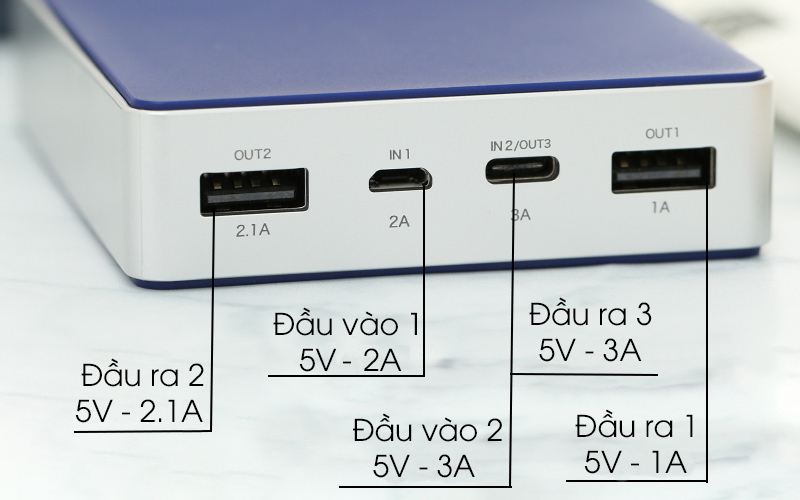 OUT2
IN 1
IN 2/OUT3
OUT1
2.1A
2A
3A
1A
Đầu vào 1
5V - 2A
Đầu ra 3
5V - 3A
Đầu ra 2
5V - 2.1A
Đầu vào 2
5V - 3A
Đầu ra 1
5V - 1A